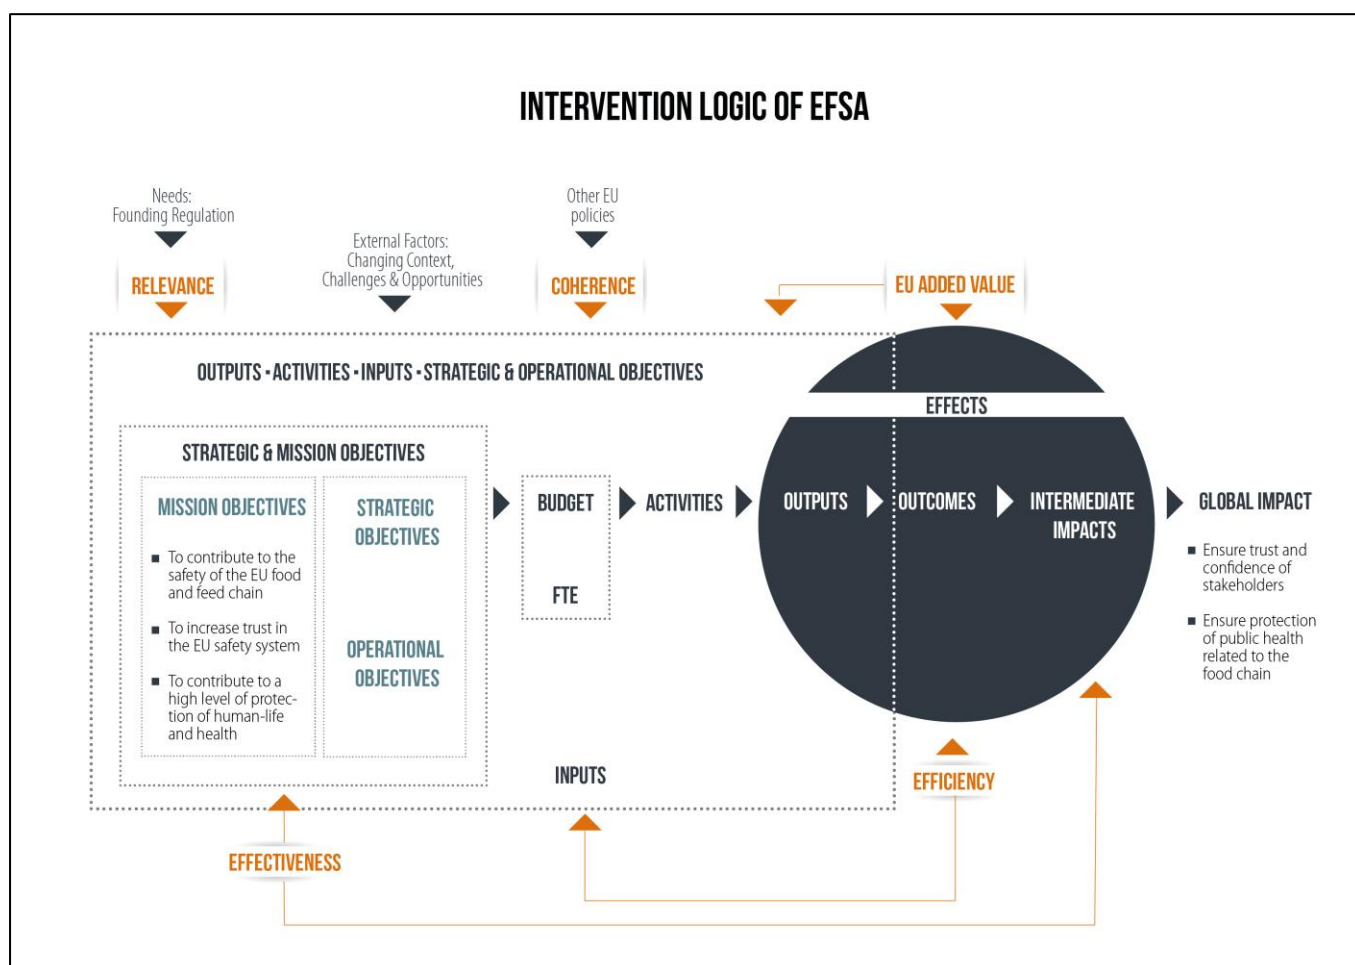 INTERVENTION LOGIC OF EFSA
Needs:
Founding Regulation
External Factors:
Changing Context,
Challenges & Opportunities
Other EU
policies
RELEVANCE
COHERENCE
EU ADDED VALUE
OUTPUTS ▪ ACTIVITIES ▪ INPUTS ▪ STRATEGIC & OPERATIONAL OBJECTIVES
EFFECTS
STRATEGIC & MISSION OBJECTIVES
MISSION OBJECTIVES
▪ To contribute to the
safety of the EU food
and feed chain
▪ To increase trust in
the EU safety system
▪ To contribute to a
high level of protec-
tion of human-life
and health
STRATEGIC
OBJECTIVES
OPERATIONAL
OBJECTIVES
BUDGET
FTE
ACTIVITIES
OUTPUTS
OUTCOMES
INTERMEDIATE
IMPACTS
GLOBAL IMPACT
▪ Ensure trust and
confidence of
stakeholders
▪ Ensure protection
of public health
related to the
food chain
INPUTS
EFFICIENCY
EFFECTIVENESS